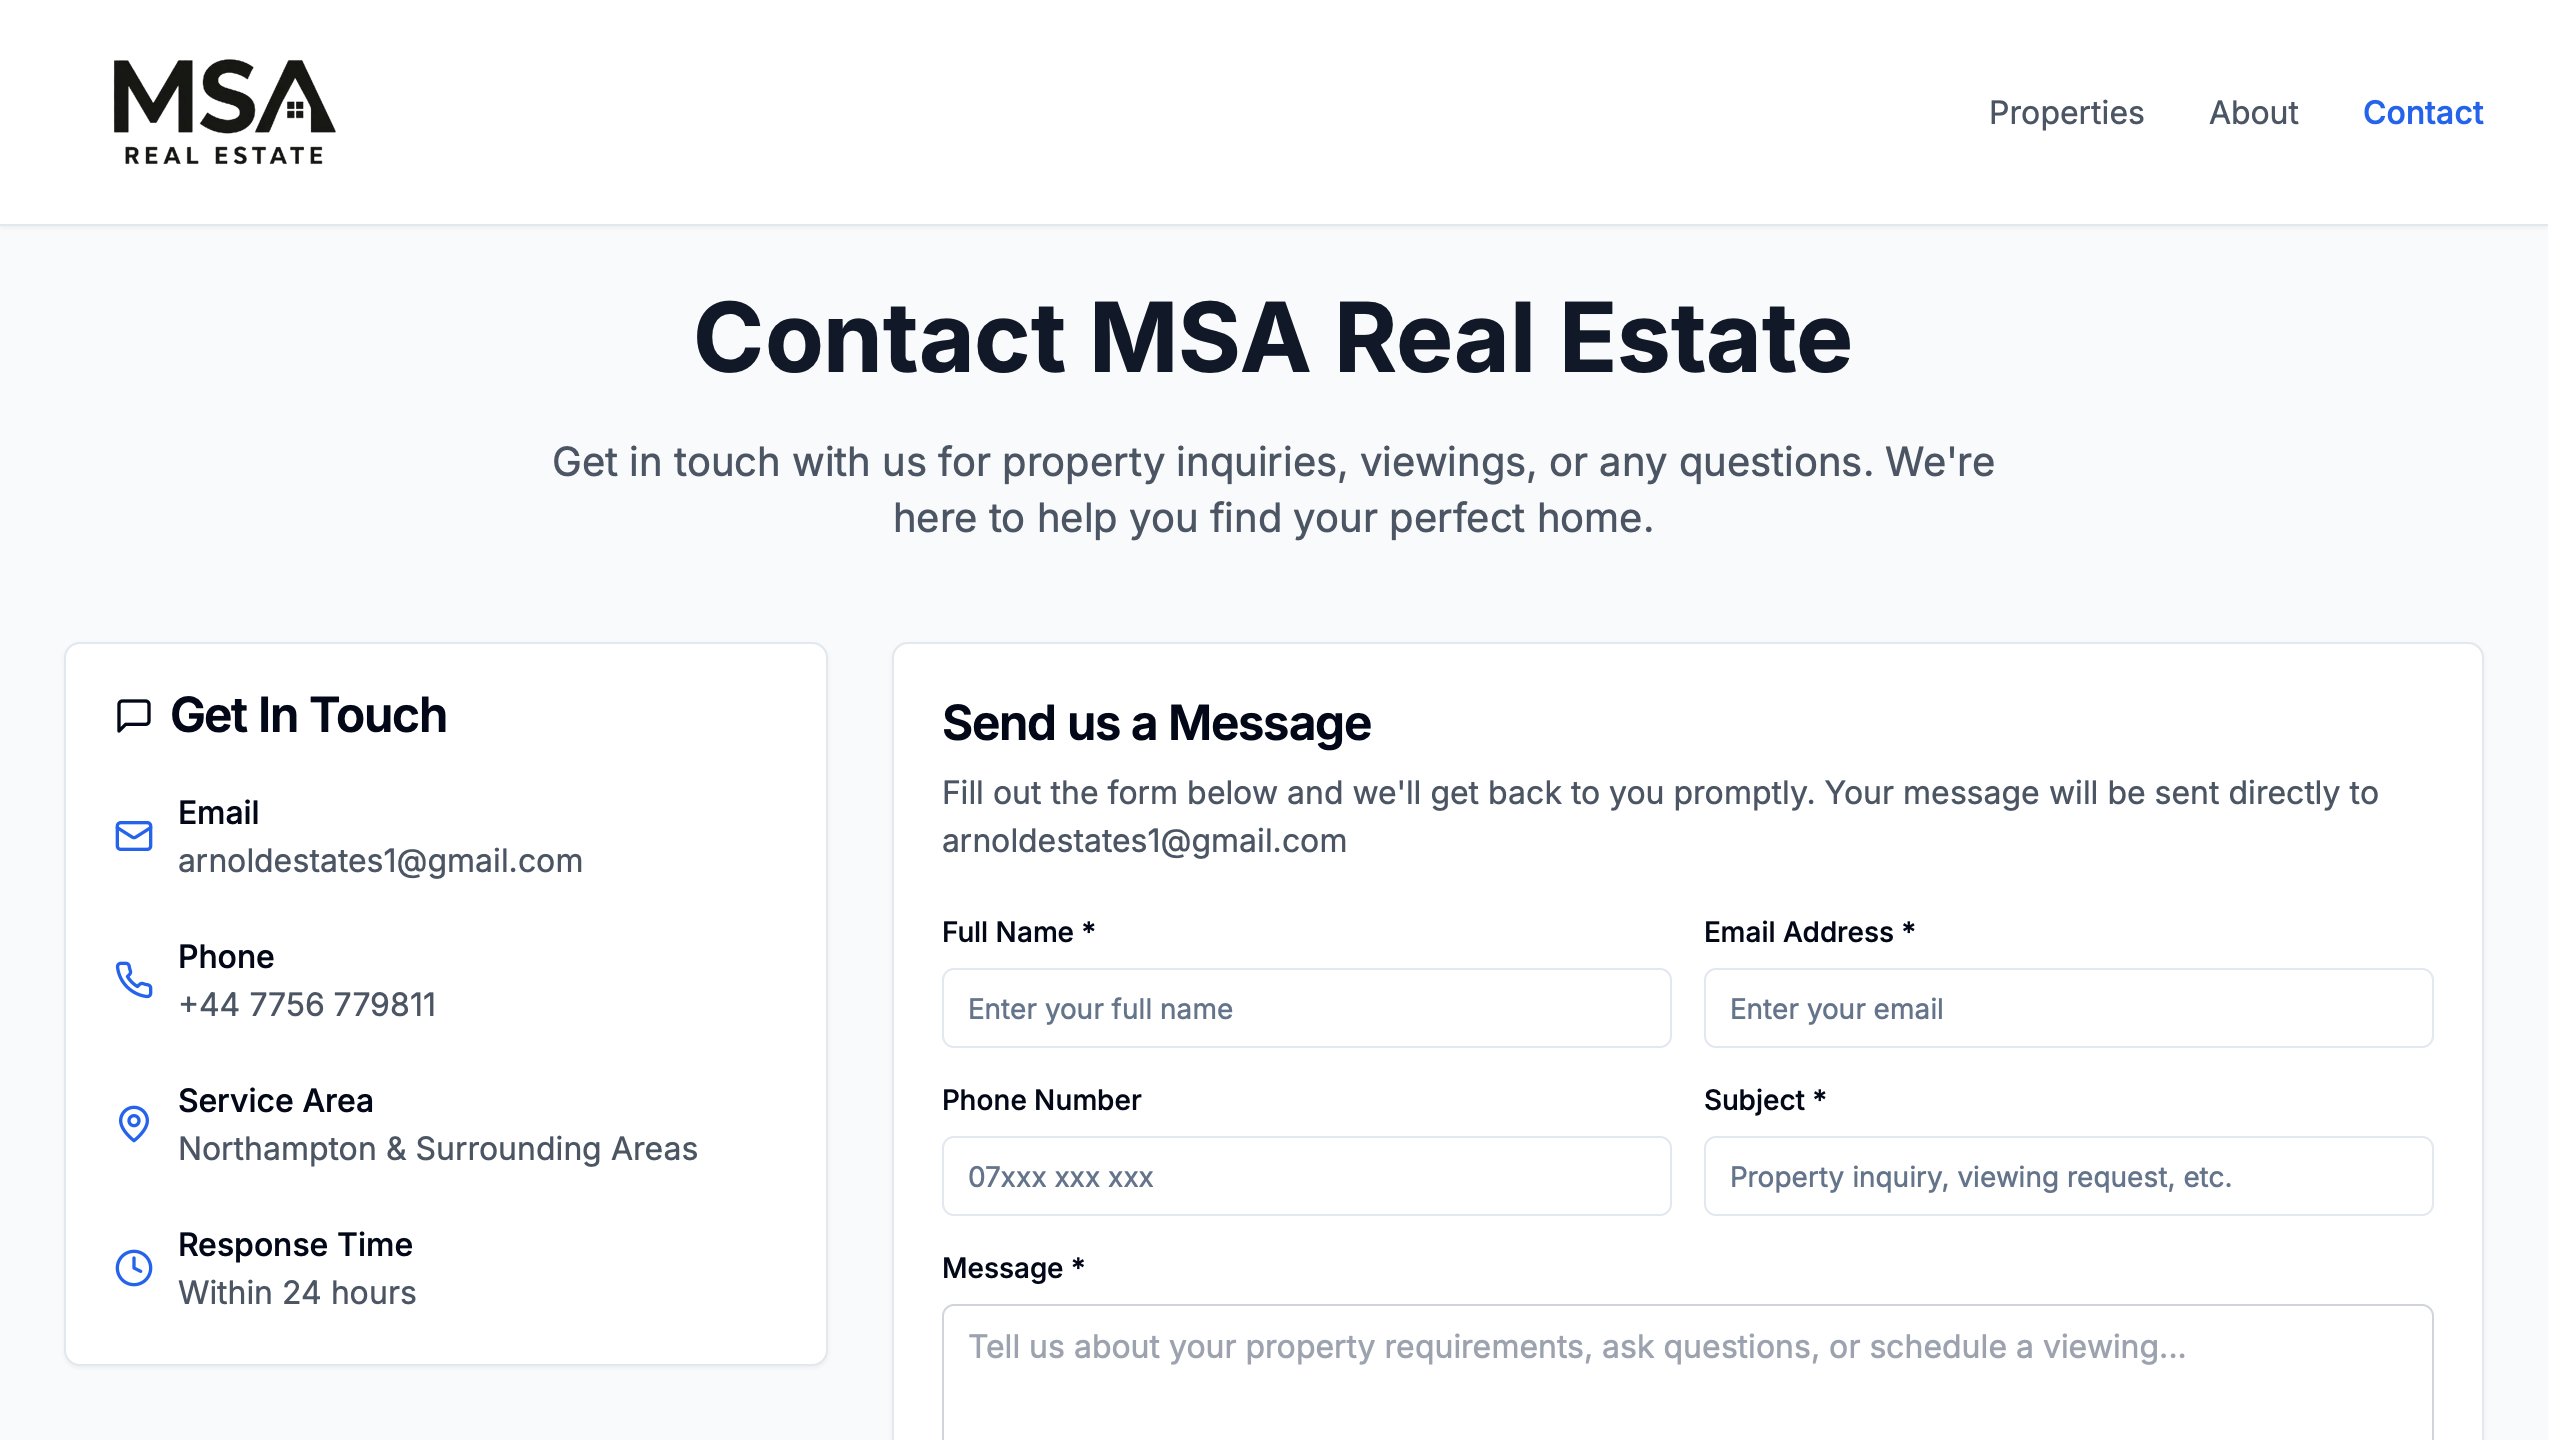 MSA
REAL ESTATE
Properties
About
Contact
Contact MSA Real Estate
Get in touch with us for property inquiries, viewings, or any questions. We're
here to help you find your perfect home.
Get In Touch
Email
arnoldestates1@gmail.com
Phone
+44 7756 779811
Service Area
Northampton & Surrounding Areas
Response Time
Within 24 hours
Send us a Message
Fill out the form below and we'll get back to you promptly. Your message will be sent directly to
arnoldestates1@gmail.com
Full Name *
Enter your full name
Email Address *
Enter your email
Phone Number
07xxx xxx xxx
Subject *
Property inquiry, viewing request, etc.
Message *
Tell us about your property requirements, ask questions, or schedule a viewing...